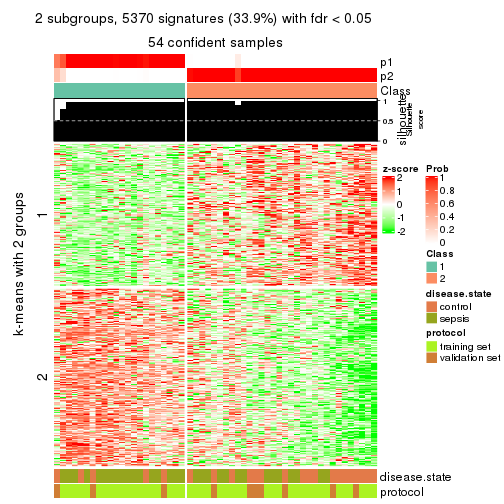 2 subgroups, 5370 signatures (33.9%) with fdr < 0.05
54 confident samples
p1
p2
Class
1
0.5
0
silhouette
Silhouette
score
k-means with 2 groups
1
2
z-score
2
1
0
-1
-2
Prob
1
0.8
0.6
0.4
0.2
0
Class
1
2
disease.state
control
sepsis
protocol
training set
validation set
disease.state
protocol